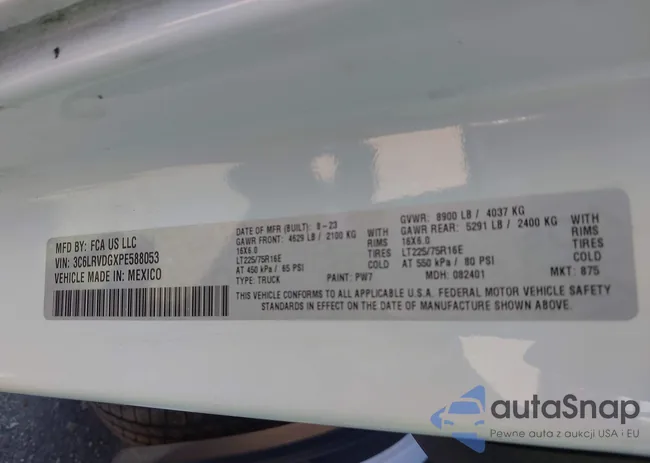 MFD BY: FCA US LLC
VIN: 3C6LRVDGXPE588053
VEHICLE MADE IN: MEXICO
DATE OF MFR (BUILT): 8-23
GAWR FRONT: 4629 LB / 2100 KG
16X6.0
LT225/75R16E
AT 450 kPa / 65 PSI
TYPE: TRUCK
WITH
RIMS
TIRES
COLD
PAINT: PW7
GVWR: 8900 LB / 4037 KG
GAWR REAR: 5291 LB / 2400 KG
16X6.0
LT225/75R16E
AT 550 kPa / 80 PSI
MDH: 082401
WITH
RIMS
TIRES
COLD
MKT: 875
THIS VEHICLE CONFORMS TO ALL APPLICABLE U.S.A. FEDERAL MOTOR VEHICLE SAFETY
STANDARDS IN EFFECT ON THE DATE OF MANUFACTURE SHOWN ABOVE.
autaSnap
Pewne auta z aukcji USA i EU